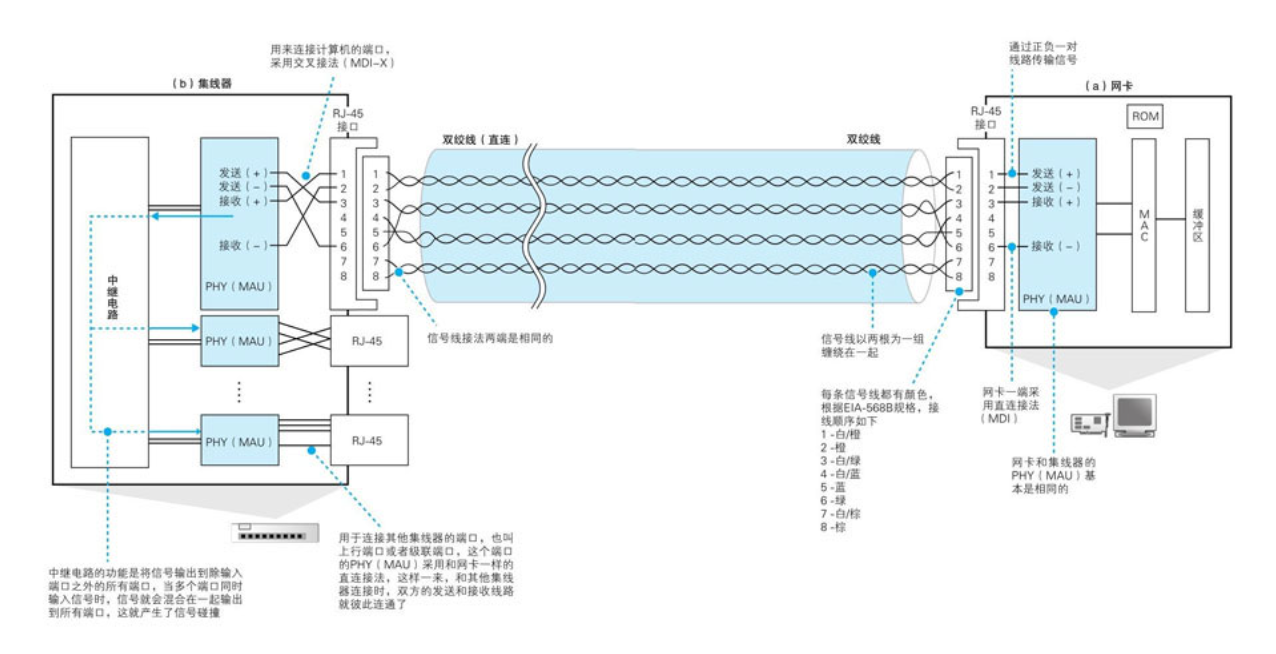 用来连接计算机的端口，
采用交叉接法（MDI-X）
（b）集线器
RJ-45
接口
双绞线（直连）
双绞线
通过正负一对
线路传输信号
（a）网卡
RJ-45
接口
ROM
发送（+）
发送（-）
接收（+）
接收（-）
PHY（MAU）
1
2
3
4
5
6
7
8
1
2
3
4
5
6
7
8
1
2
3
4
5
6
7
8
1
2
3
4
5
6
7
8
发送（+）
发送（-）
接收（+）
接收（-）
PHY（MAU）
MAC
缓冲区
中继电路
PHY（MAU）
RJ-45
PHY（MAU）
RJ-45
信号线接法两端是相同的
信号线以两根为一组
缠绕在一起
每条信号线都有颜色，
根据EIA-568B规格，接
线顺序如下
1 -白/橙
2 -橙
3 -白/绿
4 -白/蓝
5 -蓝
6 -绿
7 -白/棕
8 -棕
网卡一端采
用直连接法
（MDI）
网卡和集线器的
PHY（MAU）基
本是相同的
中继电路的功能是将信号输出到除输入
端口之外的所有端口，当多个端口同时
输入信号时，信号就会混合在一起输出
到所有端口，这就产生了信号碰撞
用于连接其他集线器的端口，也叫
上行端口或者级联端口，这个端口
的PHY（MAU）采用和网卡一样的
直连接法，这样一来，和其他集线
器连接时，双方的发送和接收线路
就彼此连通了